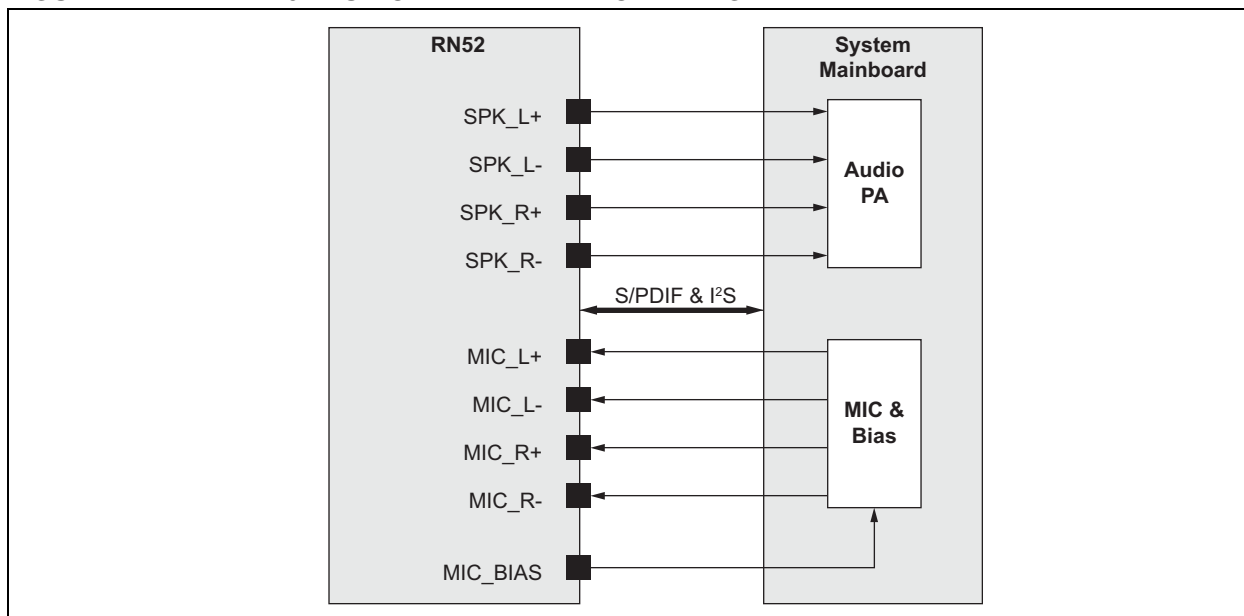 RN52
System
Mainboard
SPK_L+
SPK_L-
SPK_R+
SPK_R-
Audio
PA
S/PDIF & I²S
MIC_L+
MIC_L-
MIC_R+
MIC_R-
MIC_BIAS
MIC &
Bias